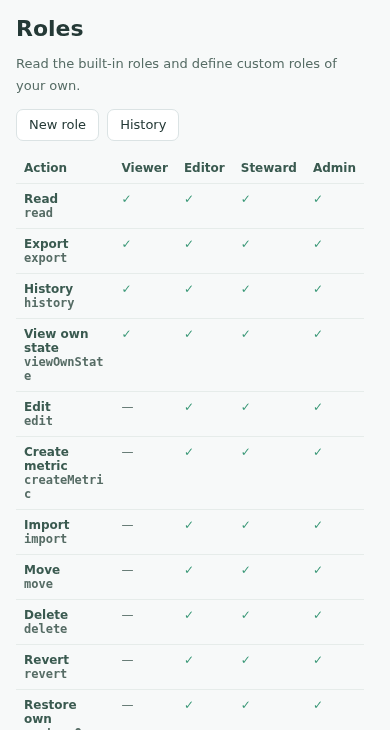 Roles
Read the built-in roles and define custom roles of
your own.
New role History
Action Viewer Editor Steward Admin
Read ✓ ✓ ✓ ✓
read
Export ✓ ✓ ✓ ✓
export
History ✓ ✓ ✓ ✓
history
View own ✓ ✓ ✓ ✓
state
viewOwnStat
e
Edit — ✓ ✓ ✓
edit
Create — ✓ ✓ ✓
metric
createMetri
c
Import — ✓ ✓ ✓
import
Move — ✓ ✓ ✓
move
Delete — ✓ ✓ ✓
delete
Revert — ✓ ✓ ✓
revert
Restore — ✓ ✓ ✓
own